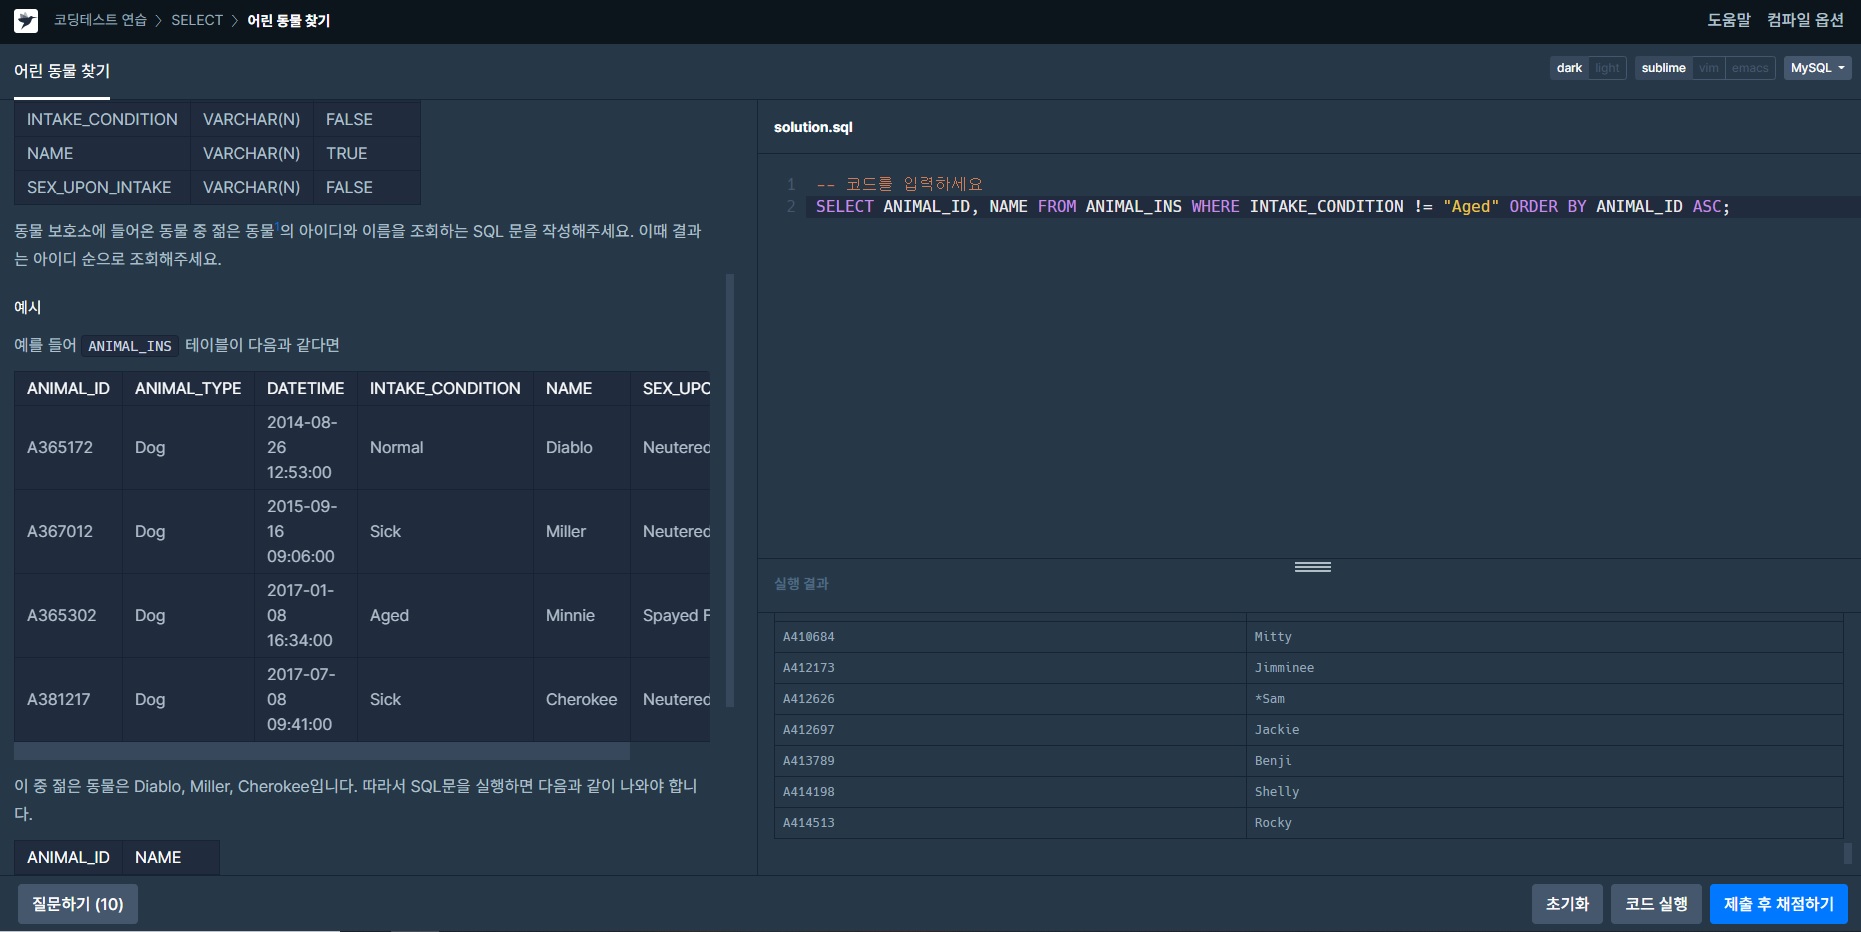 코딩테스트 연습 > SELECT > 어린 동물 찾기
도움말 컴파일 옵션
어린 동물 찾기
dark light sublime vim emacs MySQL
INTAKE_CONDITION VARCHAR(N) FALSE
NAME VARCHAR(N) TRUE
SEX_UPON_INTAKE VARCHAR(N) FALSE
동물 보호소에 들어온 동물 중 젊은 동물1의 아이디와 이름을 조회하는 SQL 문을 작성해주세요. 이때 결과
는 아이디 순으로 조회해주세요.
예시
예를 들어 ANIMAL_INS 테이블이 다음과 같다면
ANIMAL_ID ANIMAL_TYPE DATETIME INTAKE_CONDITION NAME SEX_UPO
2014-08-
A365172 Dog 26 Normal Diablo Neutered
12:53:00
2015-09-
A367012 Dog 16 Sick Miller Neutered
09:06:00
2017-01-
A365302 Dog 08 Aged Minnie Spayed F
16:34:00
2017-07-
A381217 Dog 08 Sick Cherokee Neutered
09:41:00
이 중 젊은 동물은 Diablo, Miller, Cherokee입니다. 따라서 SQL문을 실행하면 다음과 같이 나와야 합니
다.
ANIMAL_ID NAME
solution.sql
1 -- 코드를 입력하세요
2 SELECT ANIMAL_ID, NAME FROM ANIMAL_INS WHERE INTAKE_CONDITION != "Aged" ORDER BY ANIMAL_ID ASC;
실행 결과
A410684 Mitty
A412173 Jimminee
A412626 *Sam
A412697 Jackie
A413789 Benji
A414198 Shelly
A414513 Rocky
질문하기 (10)
초기화 코드 실행 제출 후 채점하기